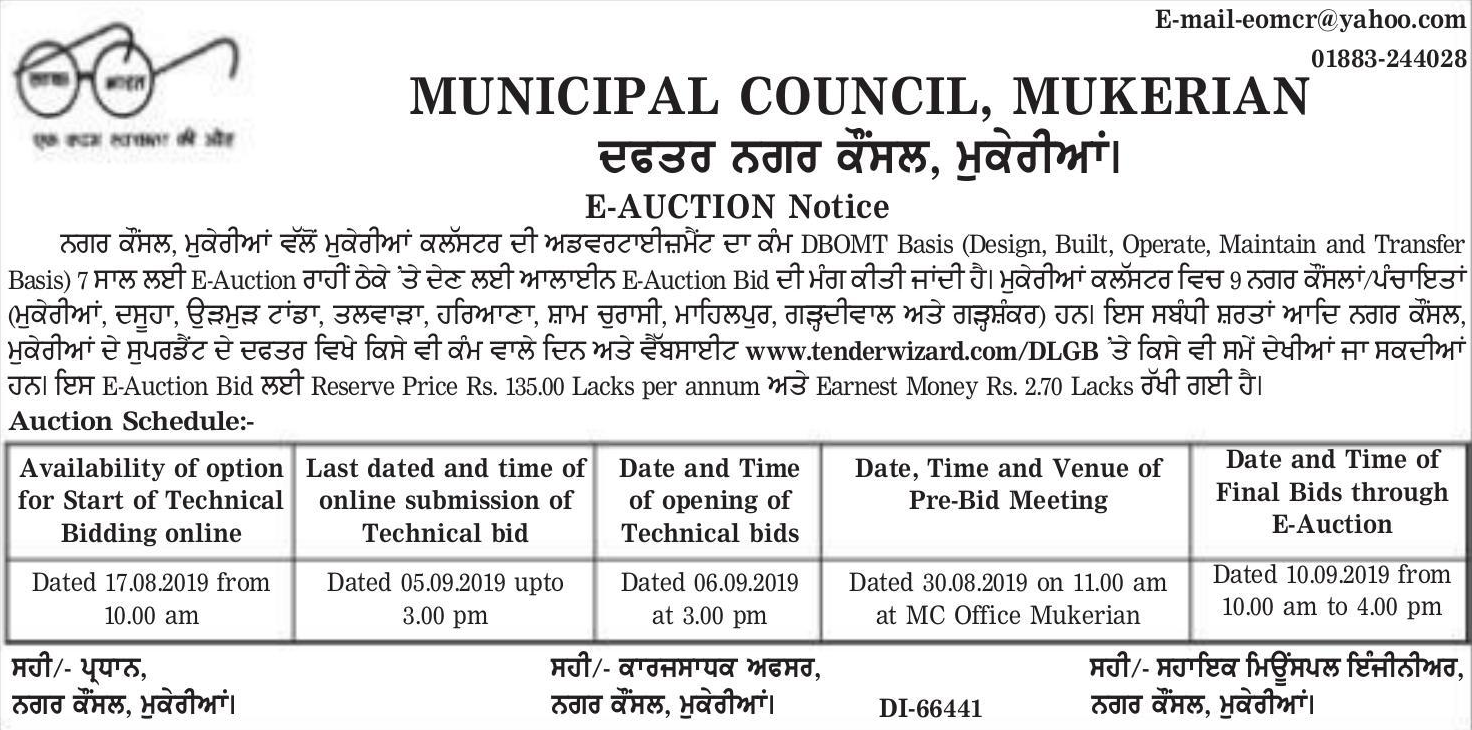 E-mail-eomcr@yahoo.com
01883-244028
भारत
एक कदम स्वच्छता की ओर
MUNICIPAL COUNCIL, MUKERIAN
ਦਫਤਰ ਨਗਰ ਕੌਂਸਲ, ਮੁਕੇਰੀਆਂ।
E-AUCTION Notice
ਨਗਰ ਕੌਂਸਲ, ਮੁਕੇਰੀਆਂ ਵੱਲੋਂ ਮੁਕੇਰੀਆਂ ਕਲੱਸਟਰ ਦੀ ਅਡਵਰਟਾਈਜ਼ਮੈਂਟ ਦਾ ਕੰਮ DBOMT Basis (Design, Built, Operate, Maintain and Transfer
Basis) 7 ਸਾਲ ਲਈ E-Auction ਰਾਹੀਂ ਠੇਕੇ 'ਤੇ ਦੇਣ ਲਈ ਆਲਾਈਨ E-Auction Bid ਦੀ ਮੰਗ ਕੀਤੀ ਜਾਂਦੀ ਹੈ। ਮੁਕੇਰੀਆਂ ਕਲੱਸਟਰ ਵਿਚ 9 ਨਗਰ ਕੌਂਸਲਾਂ/ਪੰਚਾਇਤਾਂ
(ਮੁਕੇਰੀਆਂ, ਦਸੂਹਾ, ਉੜਮੁੜ ਟਾਂਡਾ, ਤਲਵਾੜਾ, ਹਰਿਆਣਾ, ਸ਼ਾਮ ਚੁਰਾਸੀ, ਮਾਹਿਲਪੁਰ, ਗੜ੍ਹਦੀਵਾਲ ਅਤੇ ਗੜ੍ਹਸ਼ੰਕਰ) ਹਨ। ਇਸ ਸਬੰਧੀ ਸ਼ਰਤਾਂ ਆਦਿ ਨਗਰ ਕੌਂਸਲ,
ਮੁਕੇਰੀਆਂ ਦੇ ਸੁਪਰਡੈਂਟ ਦੇ ਦਫਤਰ ਵਿਖੇ ਕਿਸੇ ਵੀ ਕੰਮ ਵਾਲੇ ਦਿਨ ਅਤੇ ਵੈੱਬਸਾਈਟ www.tenderwizard.com/DLGB 'ਤੇ ਕਿਸੇ ਵੀ ਸਮੇਂ ਦੇਖੀਆਂ ਜਾ ਸਕਦੀਆਂ
ਹਨ। ਇਸ E-Auction Bid ਲਈ Reserve Price Rs. 135.00 Lacks per annum ਅਤੇ Earnest Money Rs. 2.70 Lacks ਰੱਖੀ ਗਈ ਹੈ।
Auction Schedule:-
Availability of option
for Start of Technical
Bidding online
Last dated and time of
online submission of
Technical bid
Date and Time
of opening of
Technical bids
Date, Time and Venue of
Pre-Bid Meeting
Date and Time of
Final Bids through
E-Auction
Dated 17.08.2019 from
10.00 am
Dated 05.09.2019 upto
3.00 pm
Dated 06.09.2019
at 3.00 pm
Dated 30.08.2019 on 11.00 am
at MC Office Mukerian
Dated 10.09.2019 from
10.00 am to 4.00 pm
ਸਹੀ/- ਪ੍ਰਧਾਨ,
ਨਗਰ ਕੌਂਸਲ, ਮੁਕੇਰੀਆਂ।
ਸਹੀ/- ਕਾਰਜਸਾਧਕ ਅਫਸਰ,
ਨਗਰ ਕੌਂਸਲ, ਮੁਕੇਰੀਆਂ।
DI-66441
ਸਹੀ/- ਸਹਾਇਕ ਮਿਊਂਸਪਲ ਇੰਜੀਨੀਅਰ,
ਨਗਰ ਕੌਂਸਲ, ਮੁਕੇਰੀਆਂ।